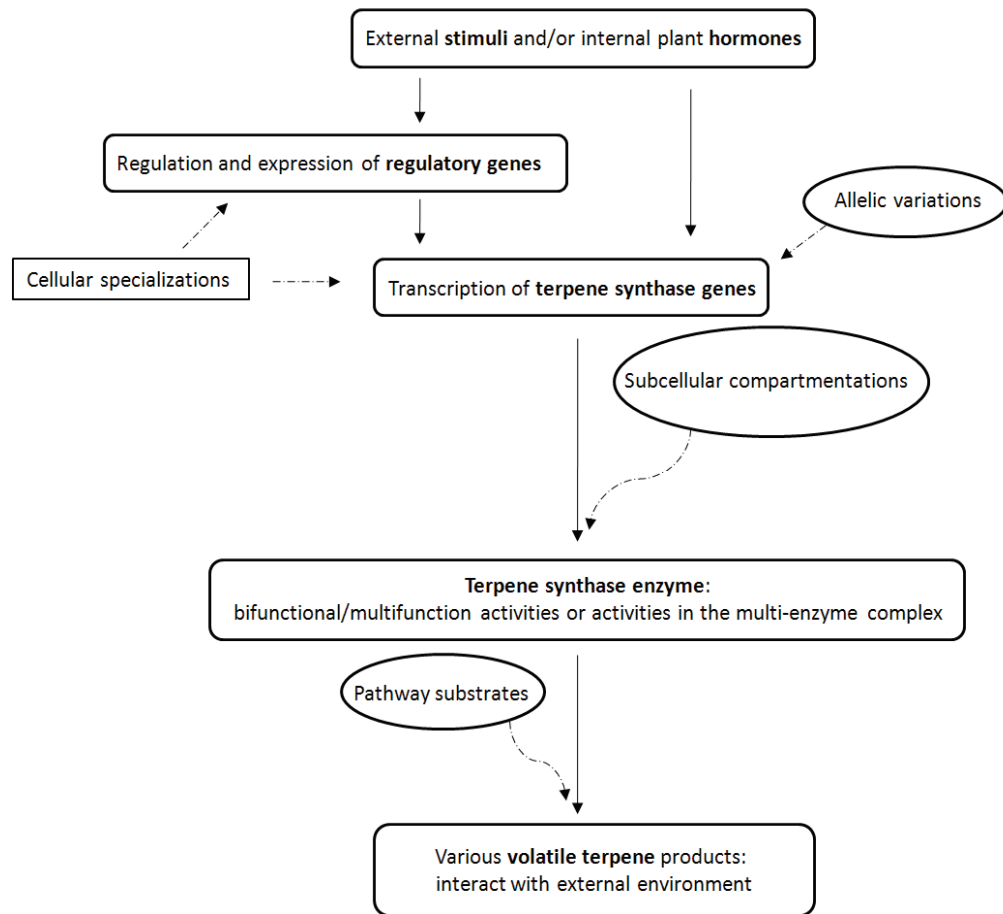 External stimuli and/or internal plant hormones
Regulation and expression of regulatory genes
Allelic variations
Cellular specializations
Transcription of terpene synthase genes
Subcellular compartmentations
Terpene synthase enzyme:
bifunctional/multifunction activities or activities in the multi-enzyme complex
Pathway substrates
Various volatile terpene products:
interact with external environment